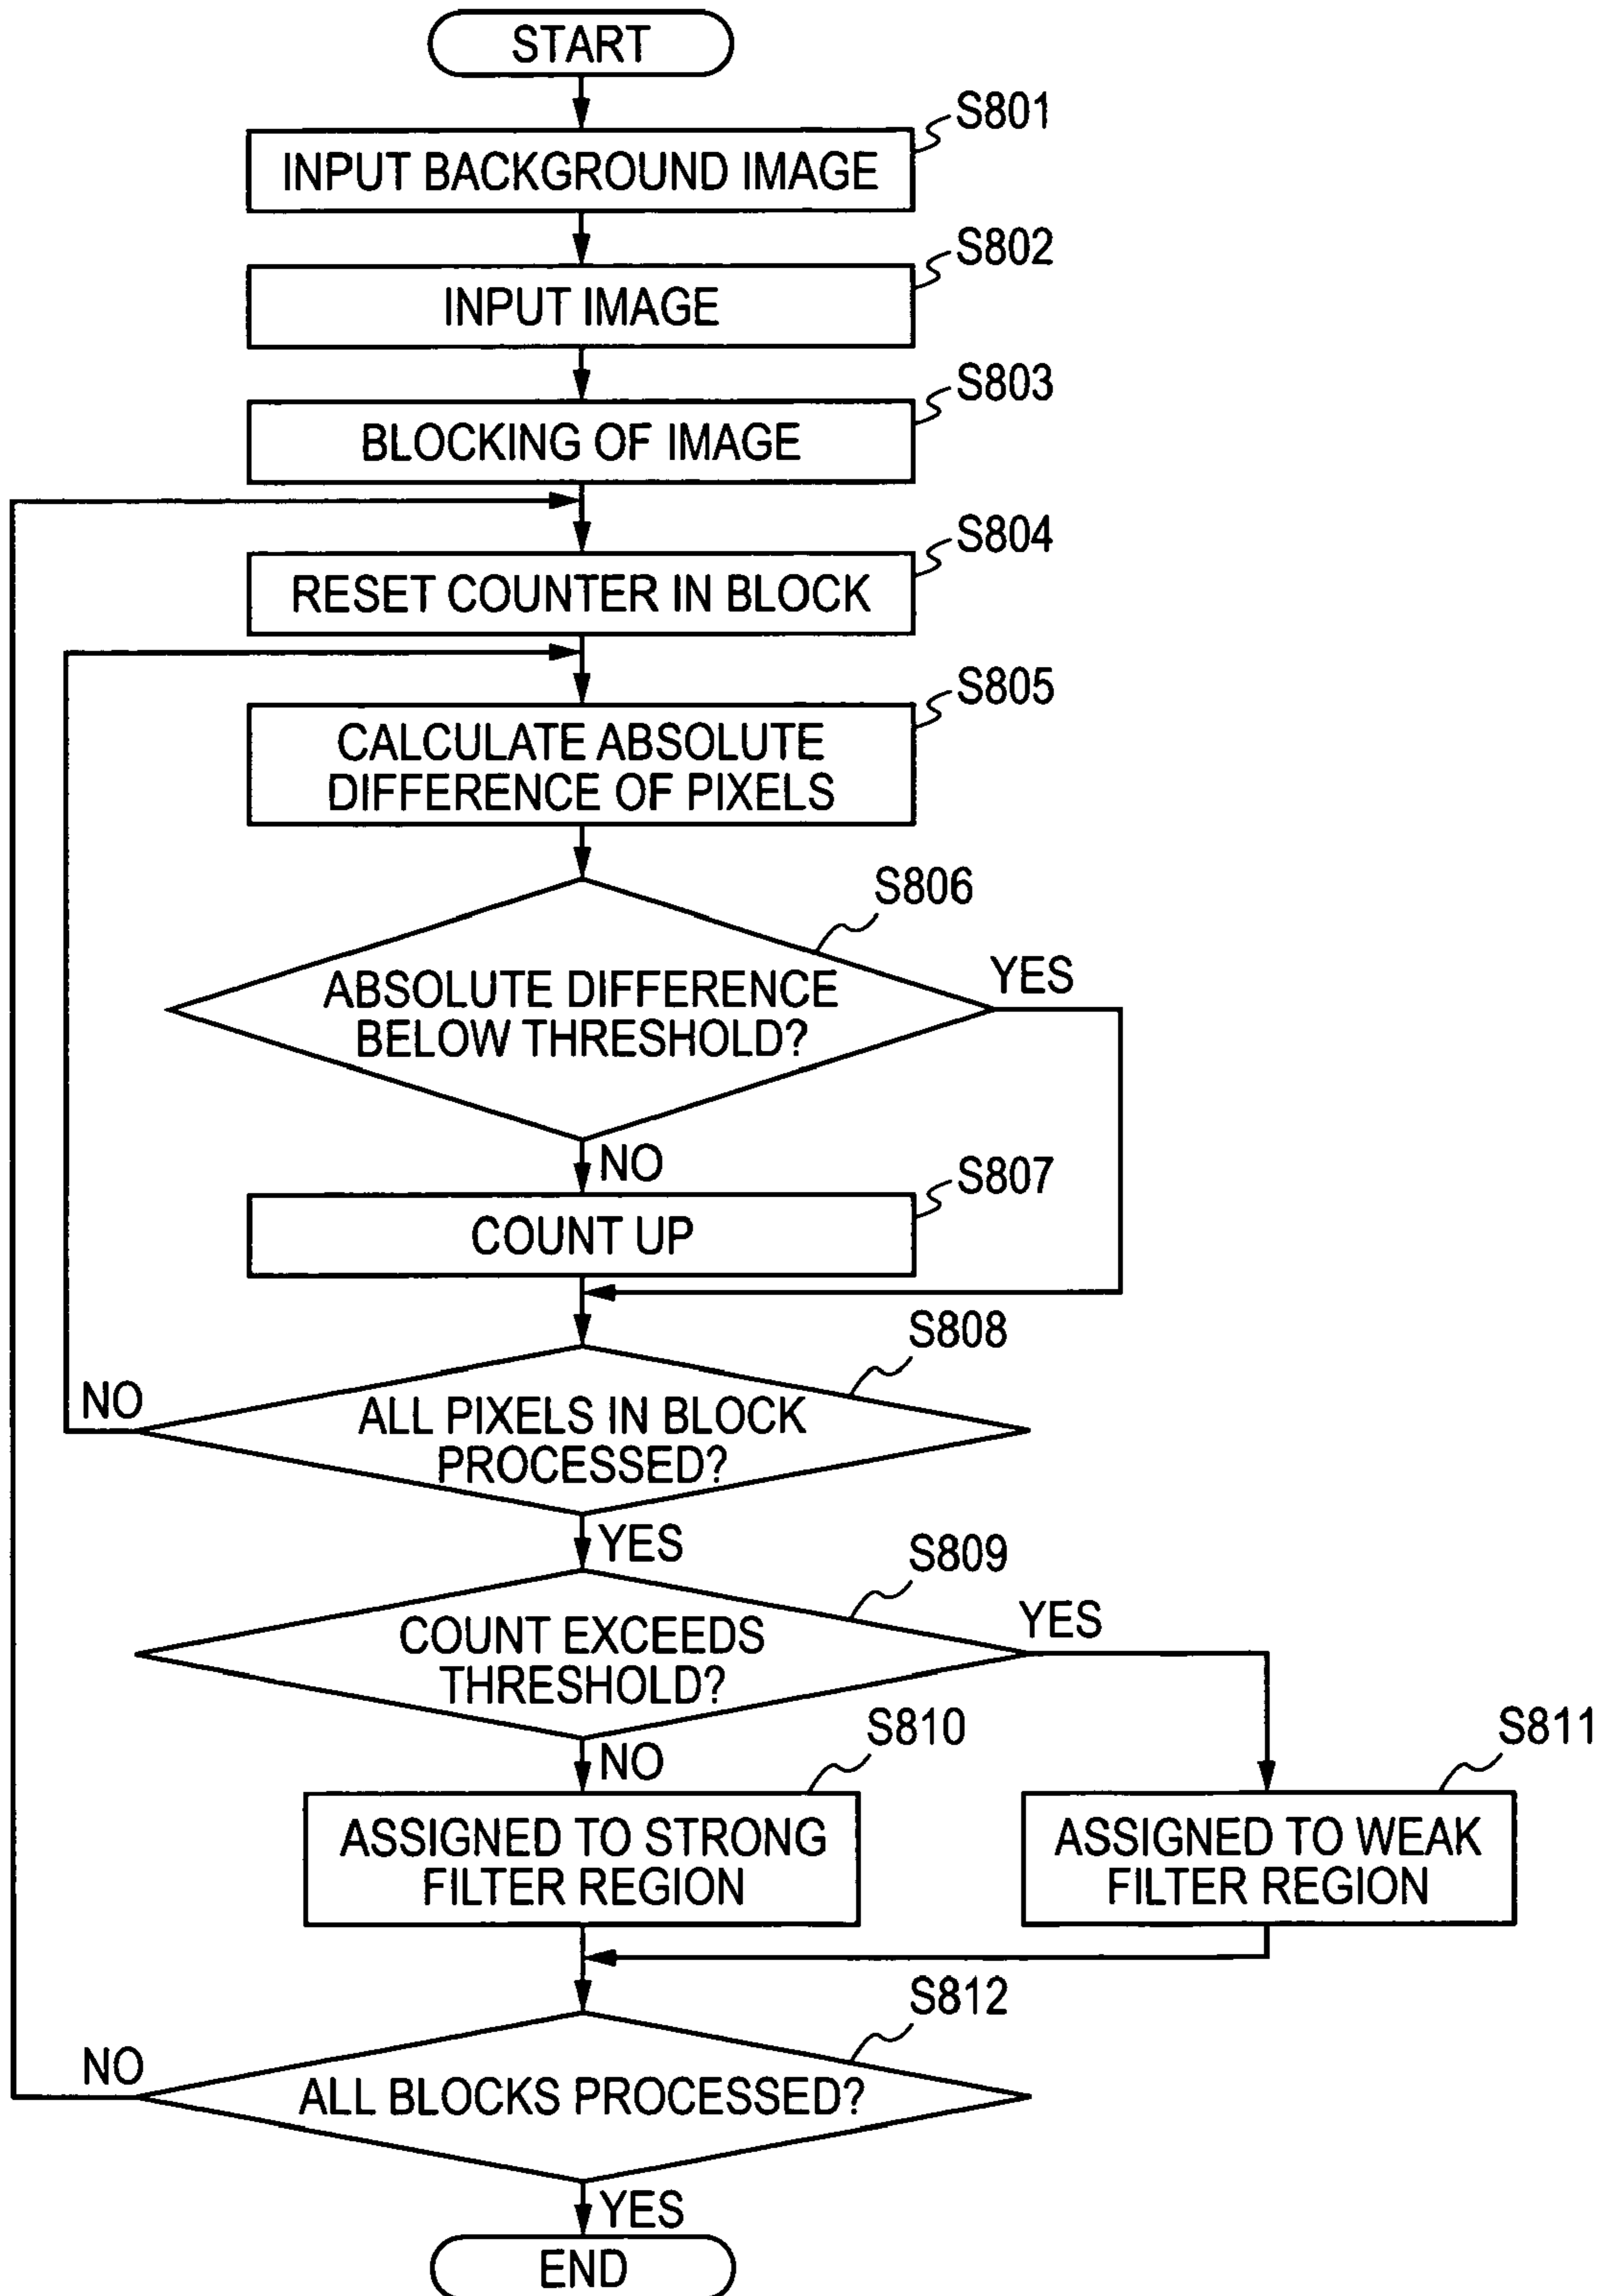 START
S801
INPUT BACKGROUND IMAGE
S802
INPUT IMAGE
S803
BLOCKING OF IMAGE
S804
RESET COUNTER IN BLOCK
S805
CALCULATE ABSOLUTE
DIFFERENCE OF PIXELS
S806
ABSOLUTE DIFFERENCE
BELOW THRESHOLD?
YES
NO
S807
COUNT UP
S808
NO
ALL PIXELS IN BLOCK
PROCESSED?
YES
S809
COUNT EXCEEDS
THRESHOLD?
YES
NO
S810
ASSIGNED TO STRONG
FILTER REGION
S811
ASSIGNED TO WEAK
FILTER REGION
S812
NO
ALL BLOCKS PROCESSED?
YES
END